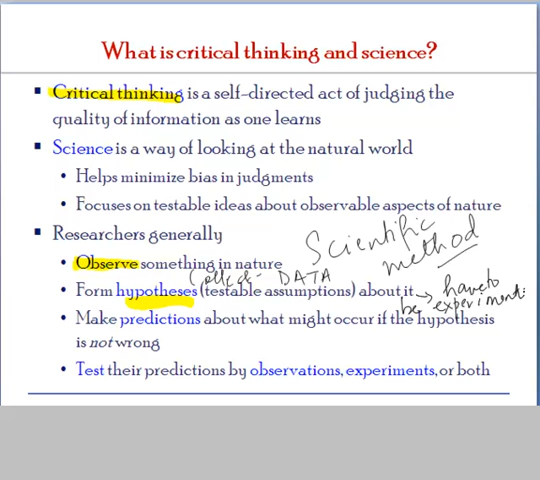 What is critical thinking and science?
▪ Critical thinking is a self-directed act of judging the
quality of information as one learns
▪ Science is a way of looking at the natural world
• Helps minimize bias in judgments
• Focuses on testable ideas about observable aspects of nature
▪ Researchers generally
Scientific
method
• Observe something in nature
DATA
• Form hypotheses (testable assumptions) about it
→ have to
be experiment
• Make predictions about what might occur if the hypothesis
is not wrong
• Test their predictions by observations, experiments, or both